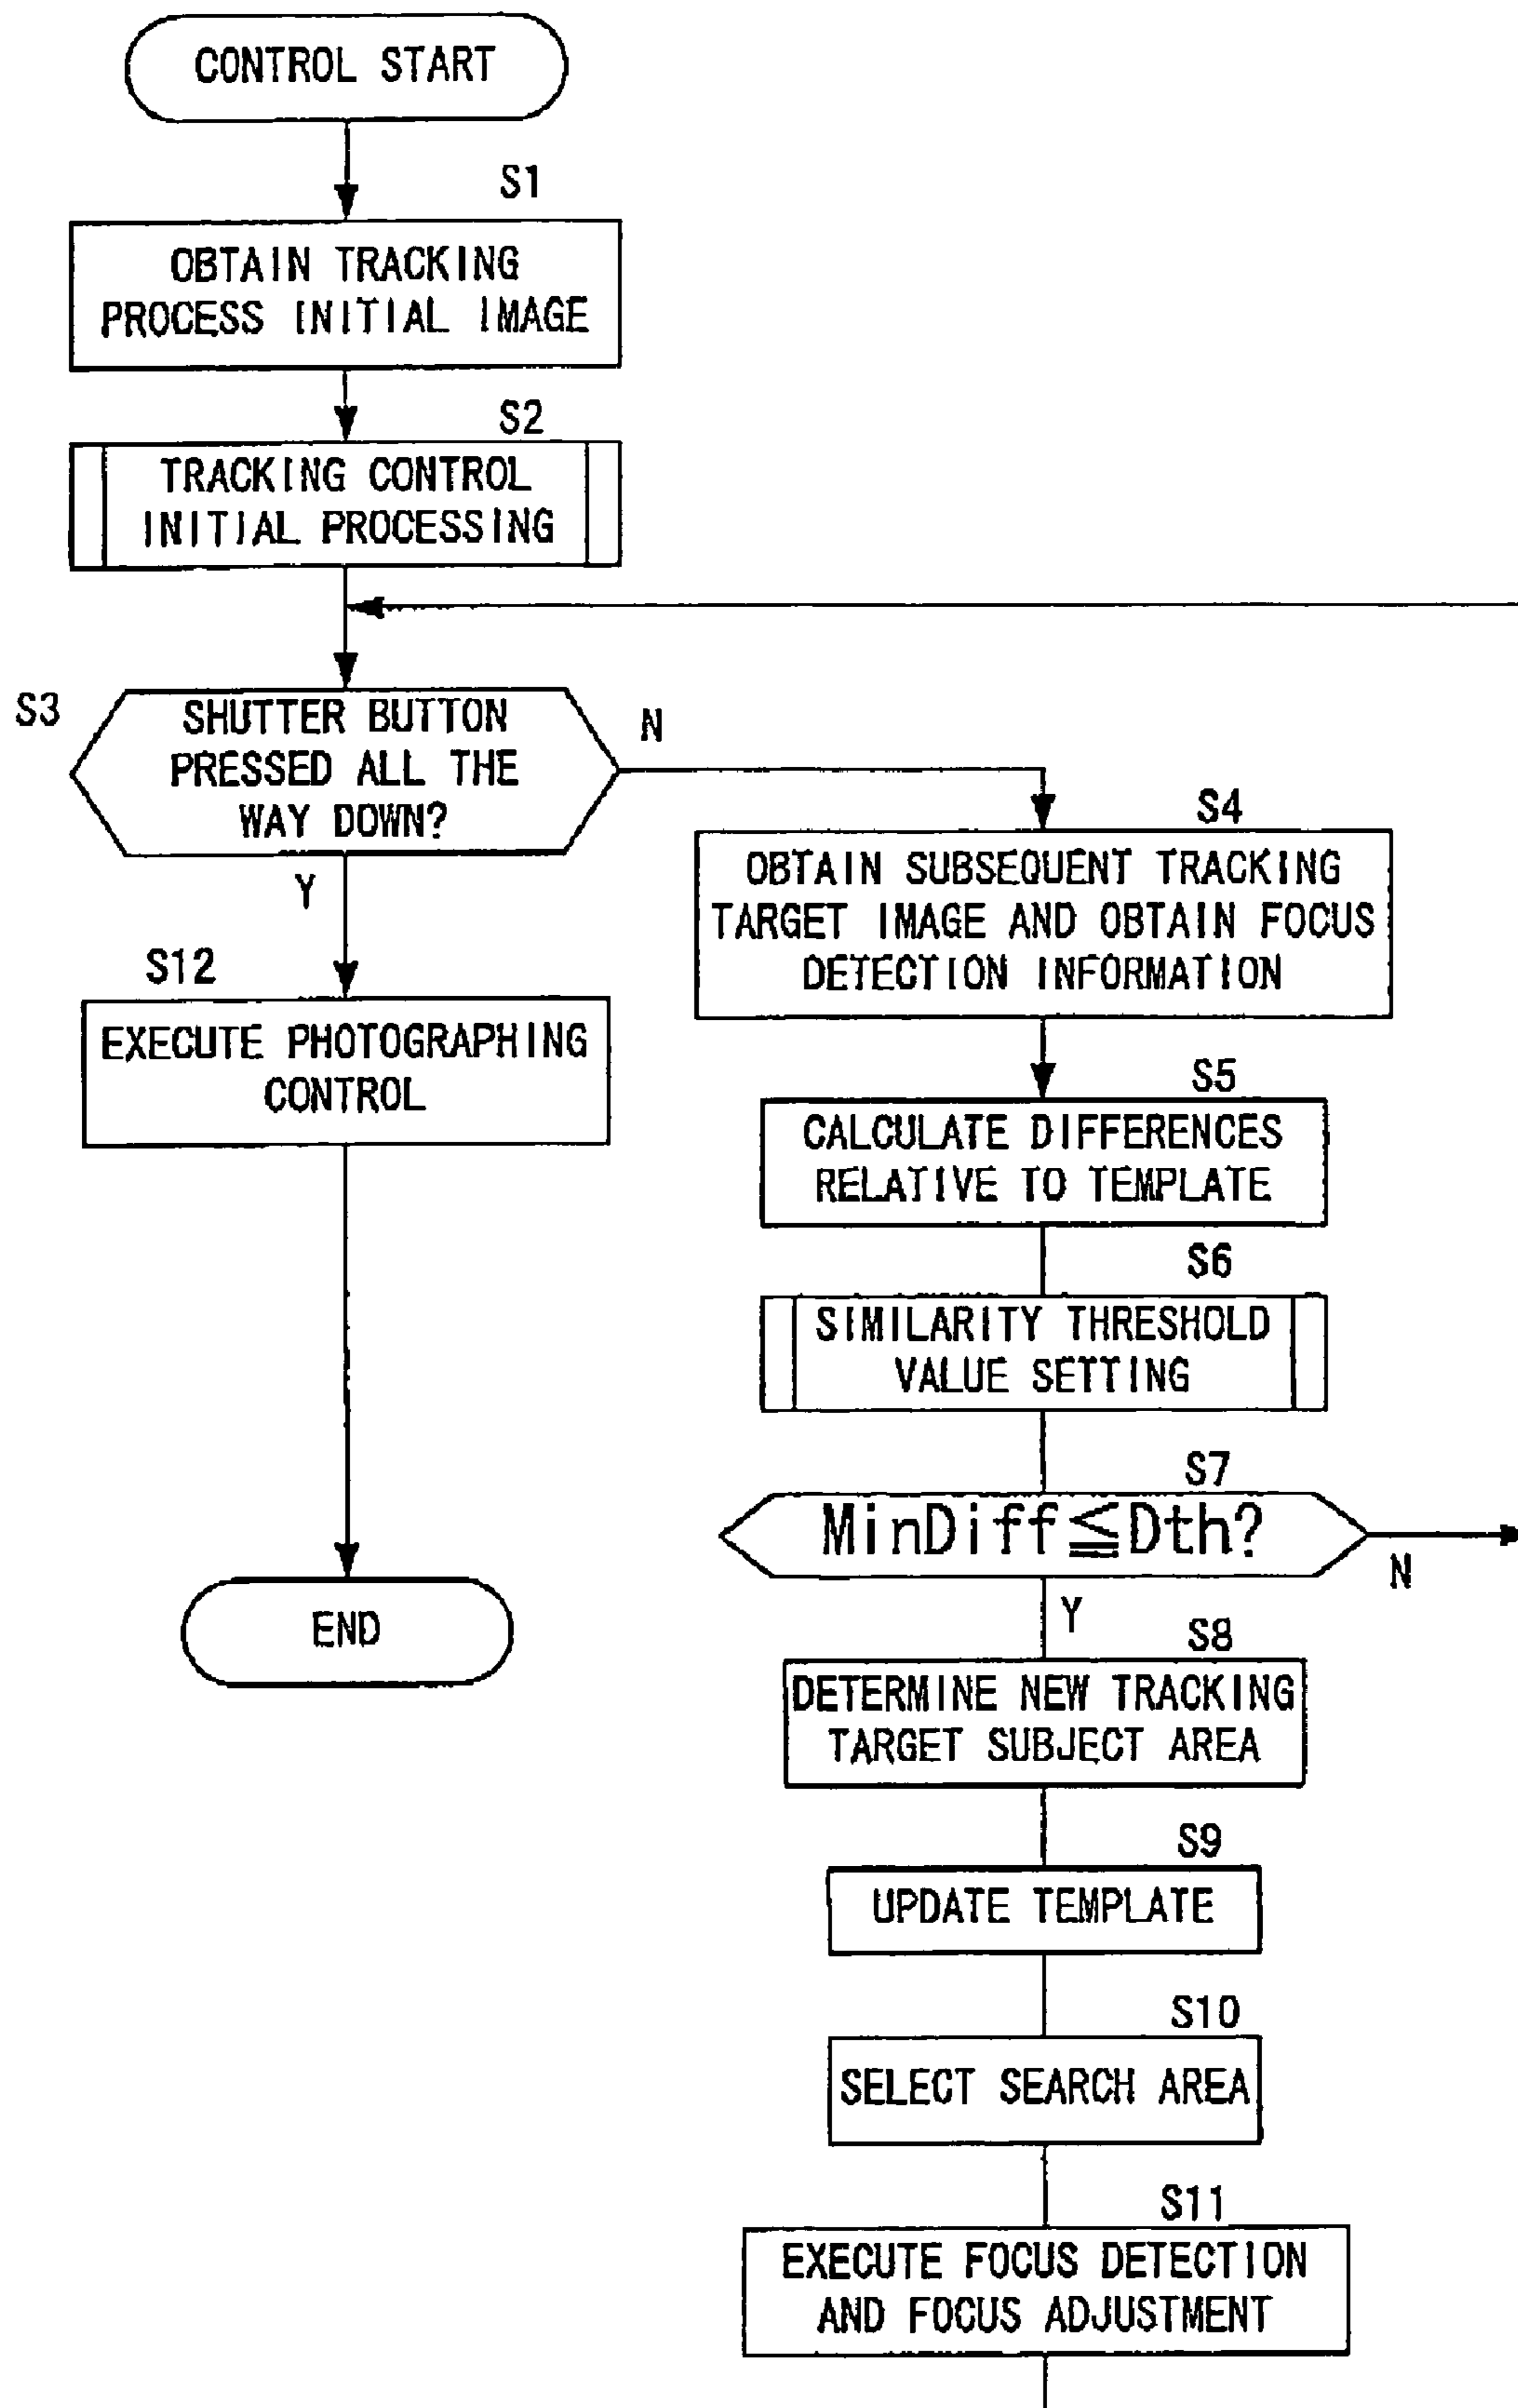 CONTROL START
S1
OBTAIN TRACKING
PROCESS INITIAL IMAGE
S2
TRACKING CONTROL
INITIAL PROCESSING
S3
SHUTTER BUTTON
PRESSED ALL THE
WAY DOWN?
N
Y
S12
EXECUTE PHOTOGRAPHING
CONTROL
END
S4
OBTAIN SUBSEQUENT TRACKING
TARGET IMAGE AND OBTAIN FOCUS
DETECTION INFORMATION
S5
CALCULATE DIFFERENCES
RELATIVE TO TEMPLATE
S6
SIMILARITY THRESHOLD
VALUE SETTING
S7
MinDiff≦Dth?
N
Y
S8
DETERMINE NEW TRACKING
TARGET SUBJECT AREA
S9
UPDATE TEMPLATE
S10
SELECT SEARCH AREA
S11
EXECUTE FOCUS DETECTION
AND FOCUS ADJUSTMENT